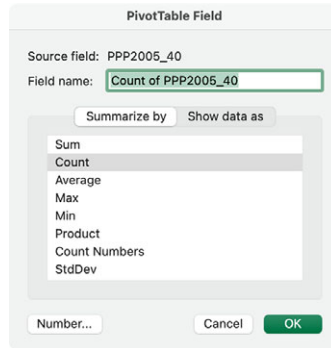 PivotTable Field
Source field: PPP2005_40
Field name: Count of PPP2005_40
Summarize by Show data as
Sum
Count
Average
Max
Min
Product
Count Numbers
StdDev
Number... Cancel OK